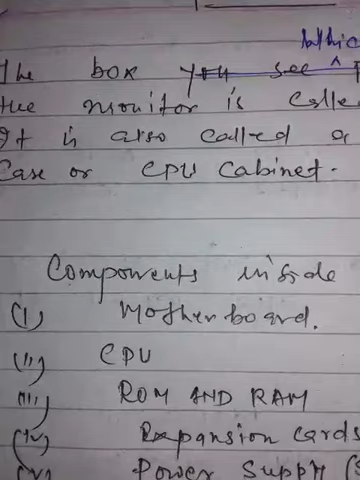 which
The box you see ^
the monitor is calle
It is also called a
Case or CPU Cabinet.
Components inside
(i) Motherboard.
(ii) CPU
(iii) ROM AND RAM
(iv) Expansion cards
(v) Power Supply (S